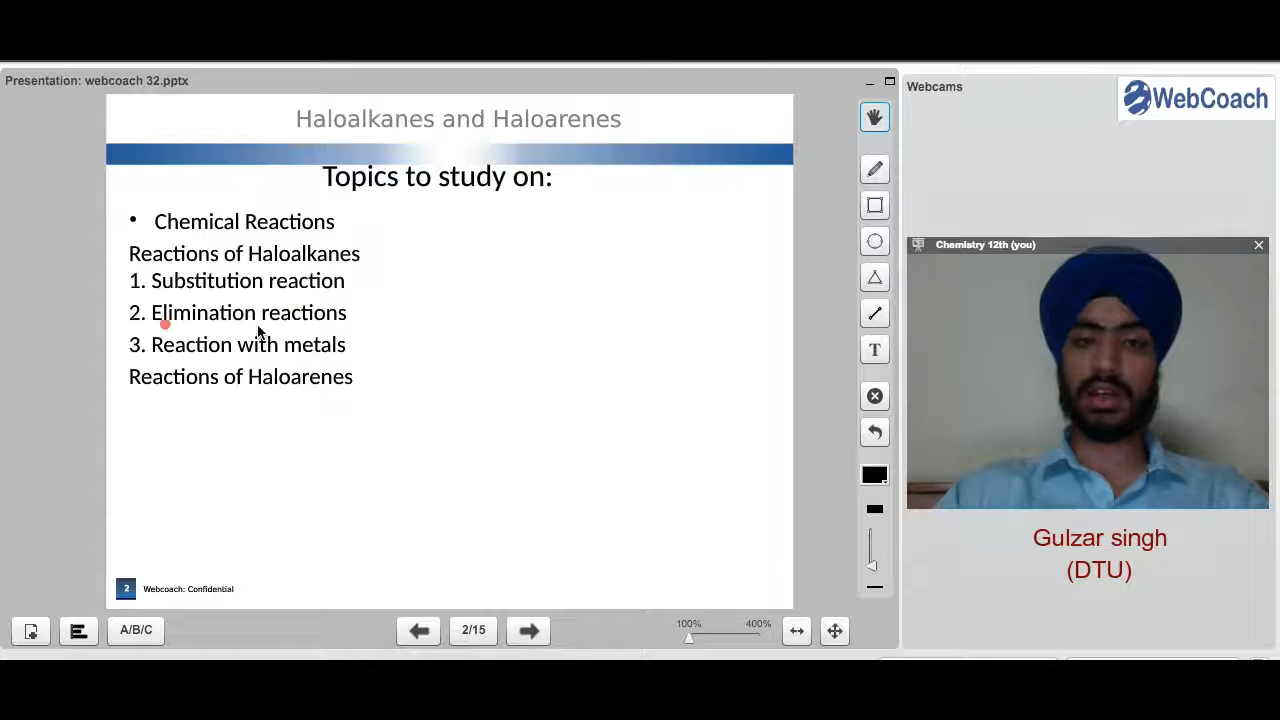 Presentation: webcoach 32.pptx
Webcams
WebCoach
Haloalkanes and Haloarenes
Topics to study on:
• Chemical Reactions
Reactions of Haloalkanes
1. Substitution reaction
2. Elimination reactions
3. Reaction with metals
Reactions of Haloarenes
Chemistry 12th (you)
T
Gulzar singh
(DTU)
2 Webcoach: Confidential
A/B/C
2/15
100% 400%